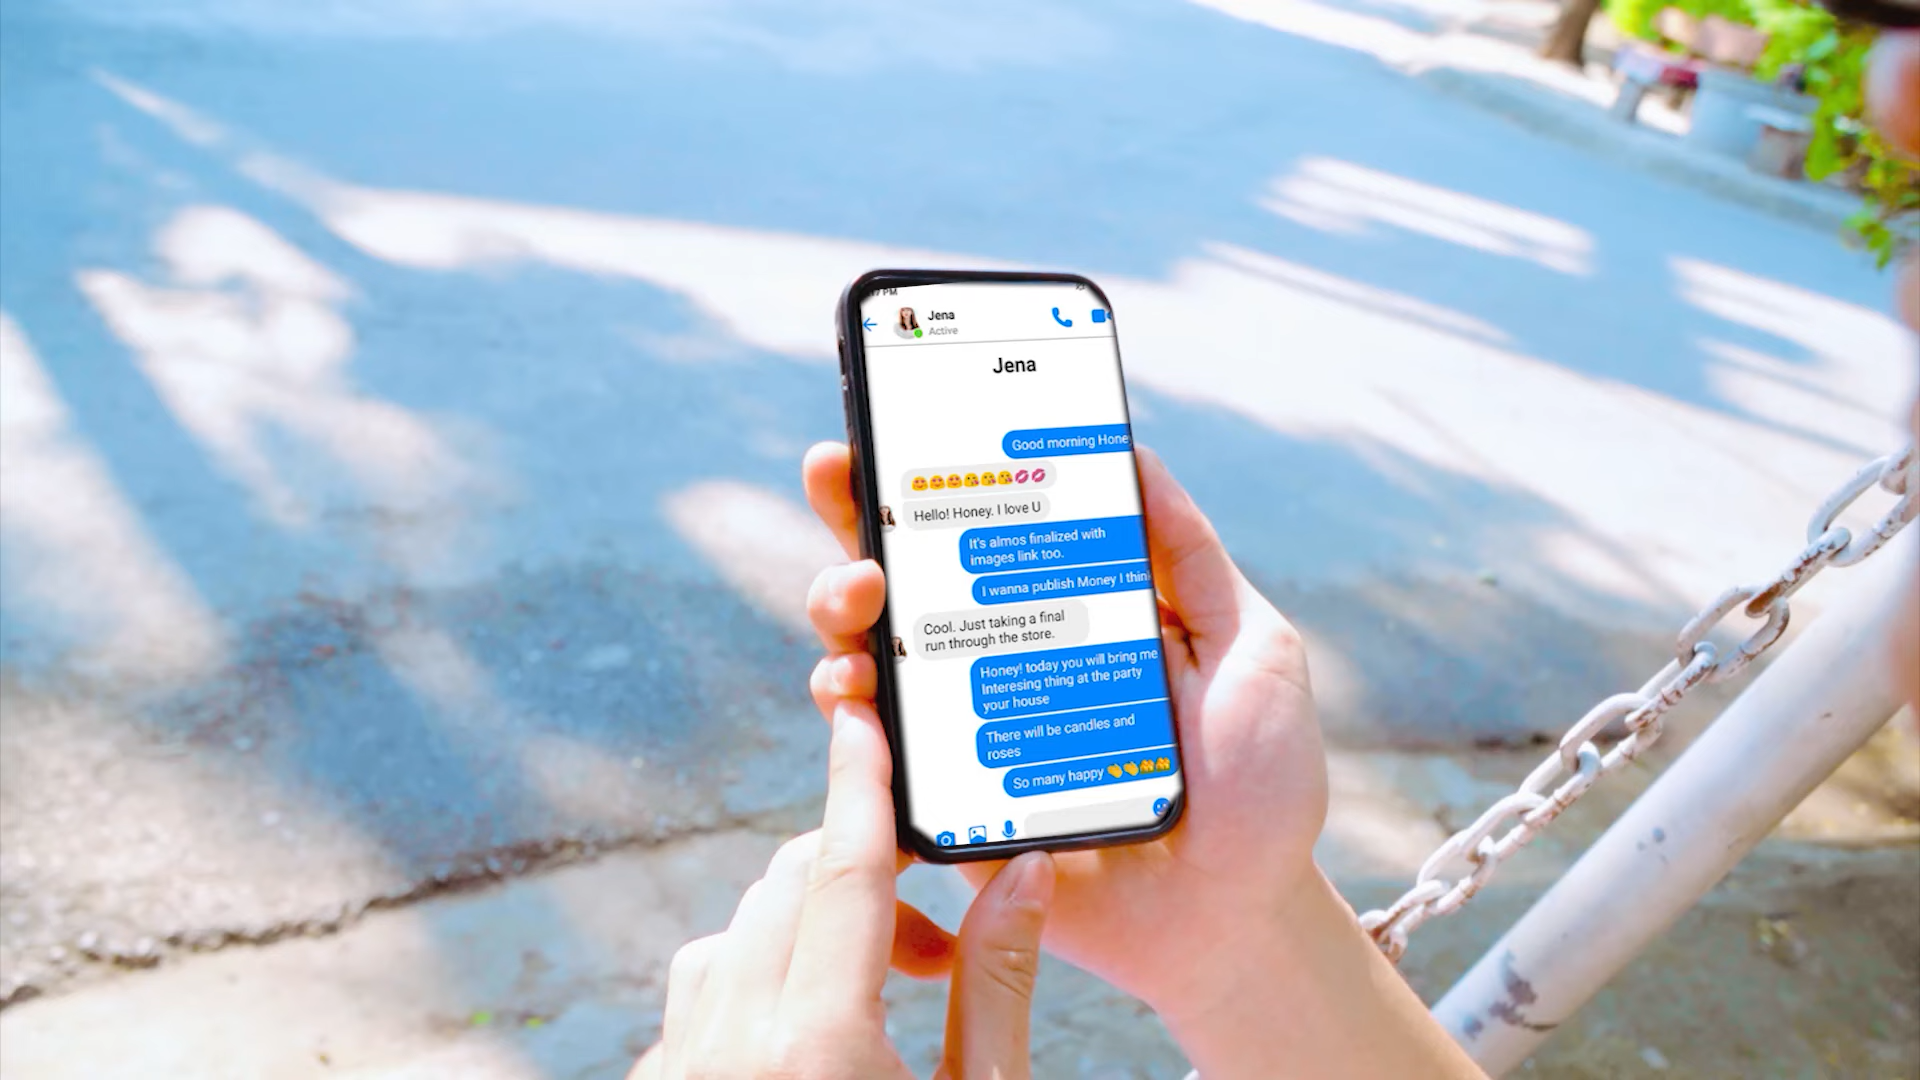 PM
Jena
Active
Jena
Good morning Hone
Hello! Honey. I love U
It's almos finalized with
images link too.
I wanna publish Money I thin
Cool. Just taking a final
run through the store.
Honey! today you will bring me
Interesing thing at the party
your house
There will be candles and
roses
So many happy